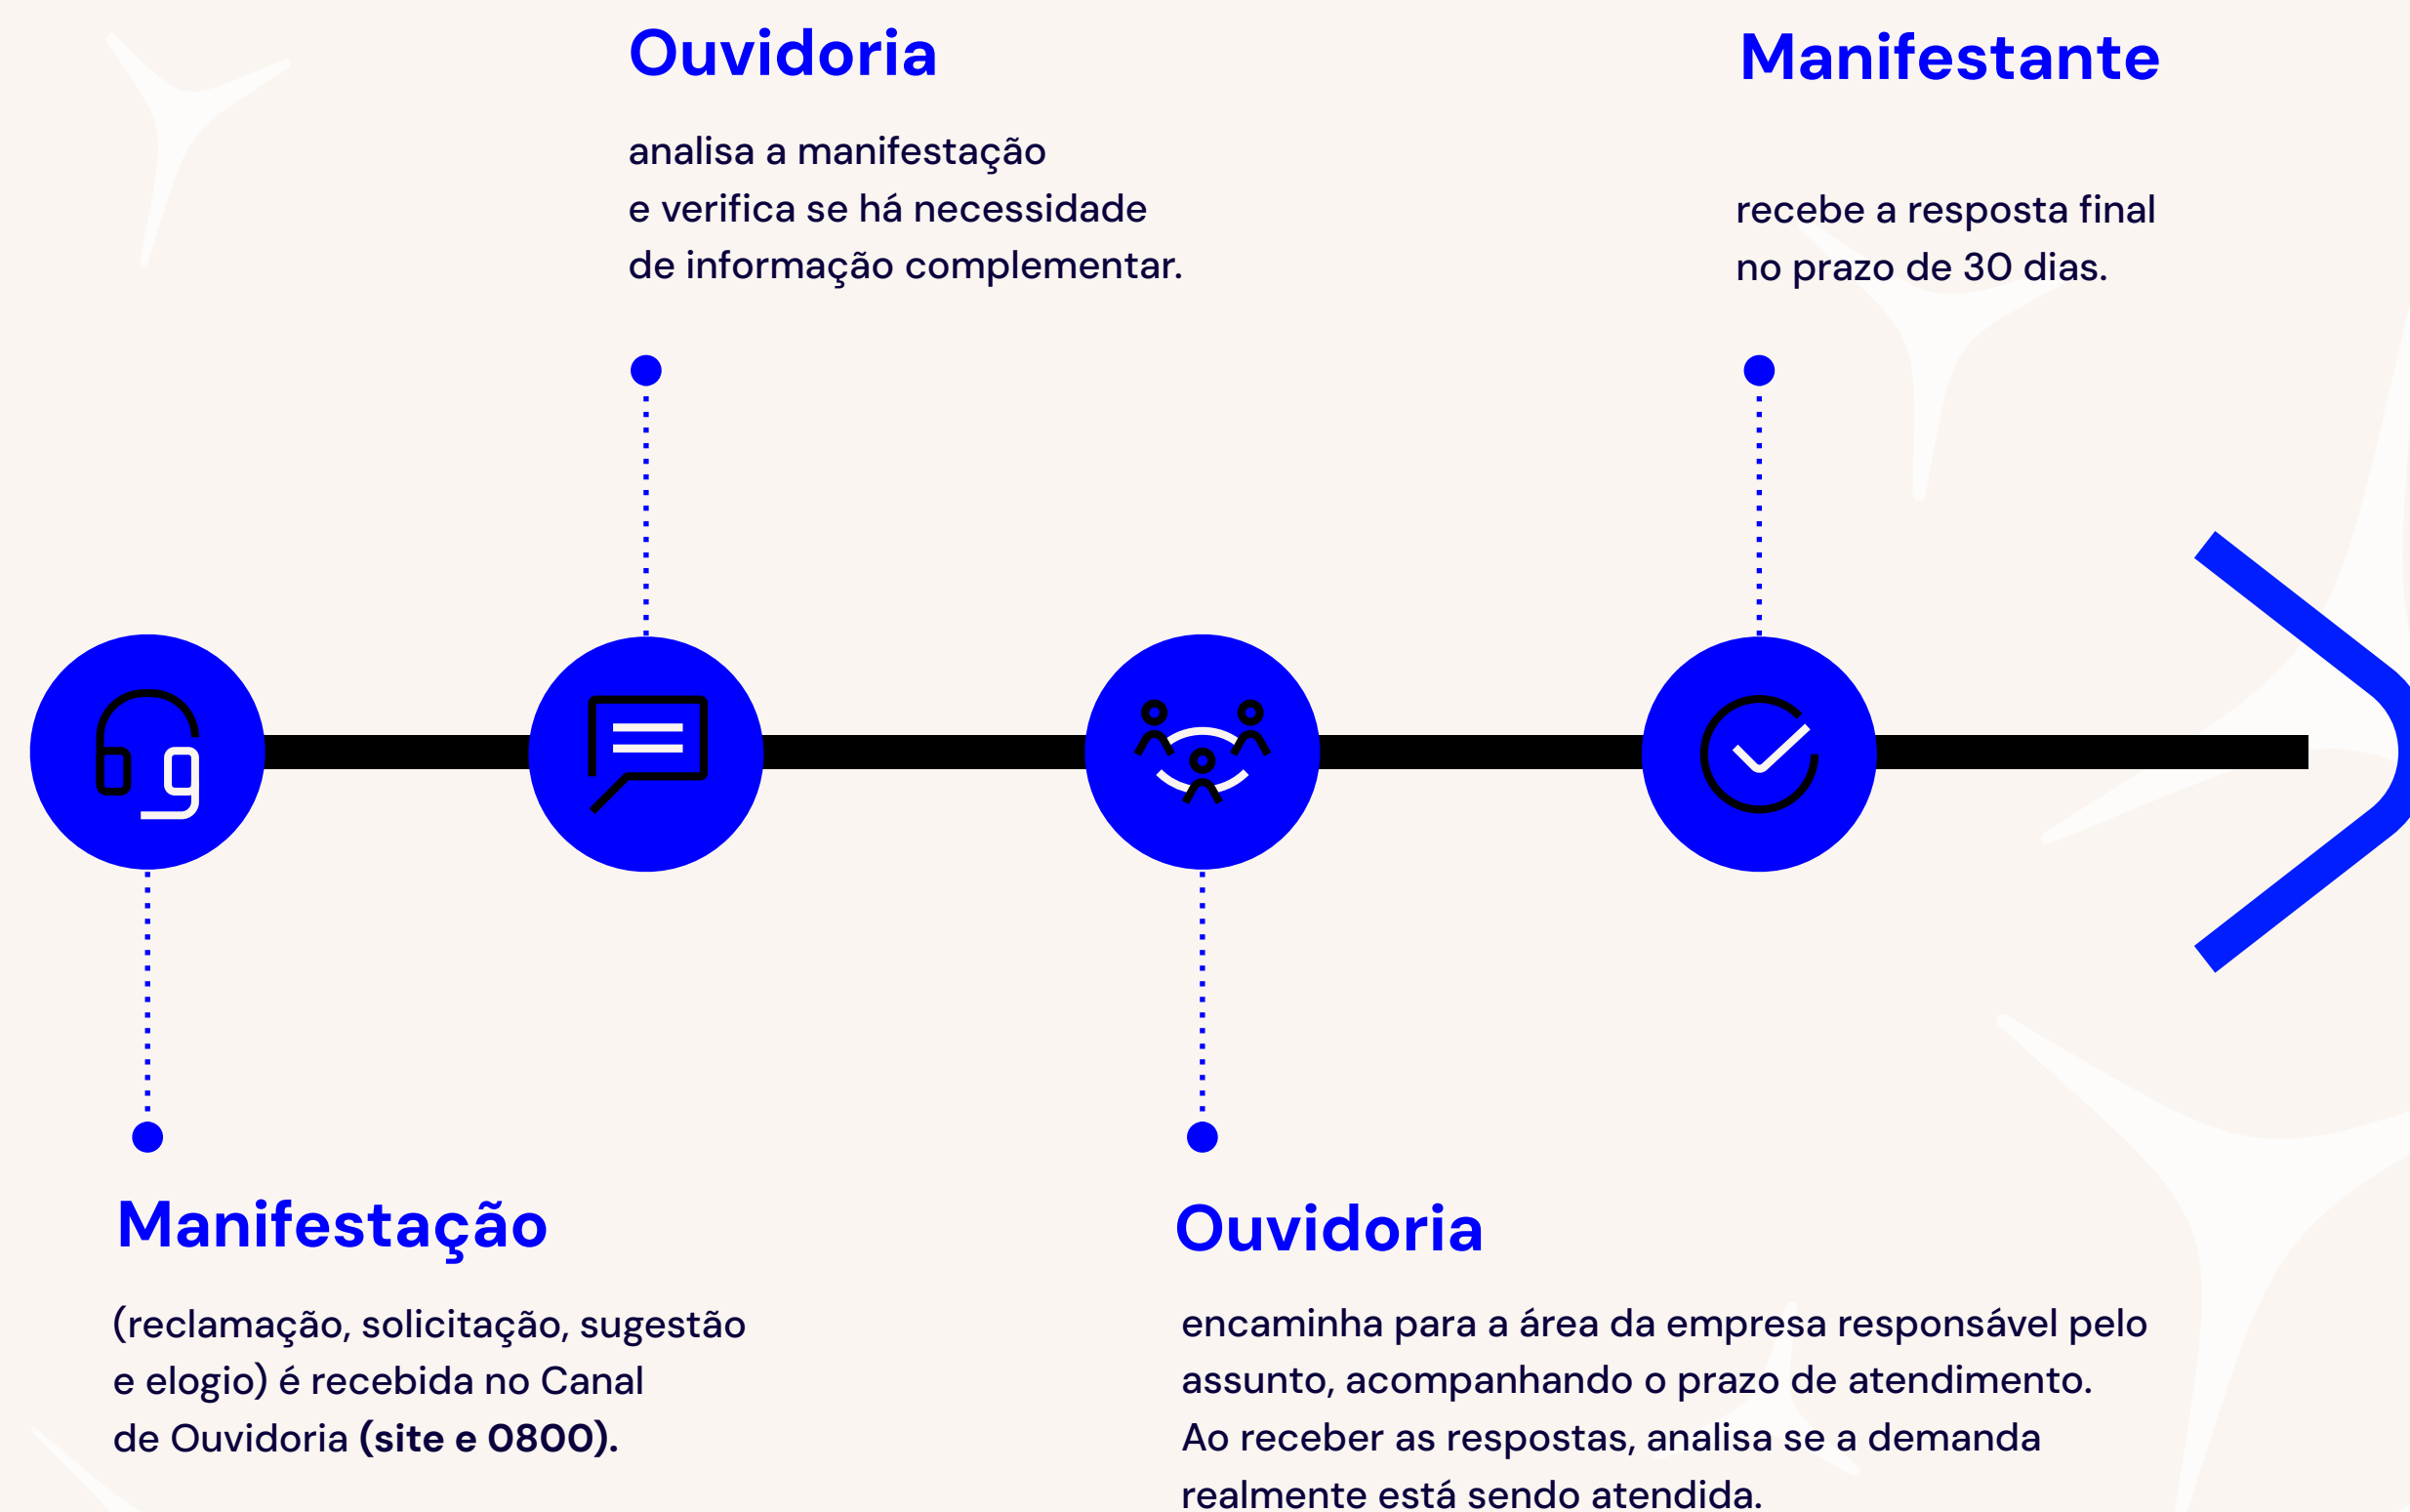 Ouvidoria
analisa a manifestação
e verifica se há necessidade
de informação complementar.
Manifestante
recebe a resposta final
no prazo de 30 dias.
Manifestação
(reclamação, solicitação, sugestão
e elogio) é recebida no Canal
de Ouvidoria (site e 0800).
Ouvidoria
encaminha para a área da empresa responsável pelo
assunto, acompanhando o prazo de atendimento.
Ao receber as respostas, analisa se a demanda
realmente está sendo atendida.